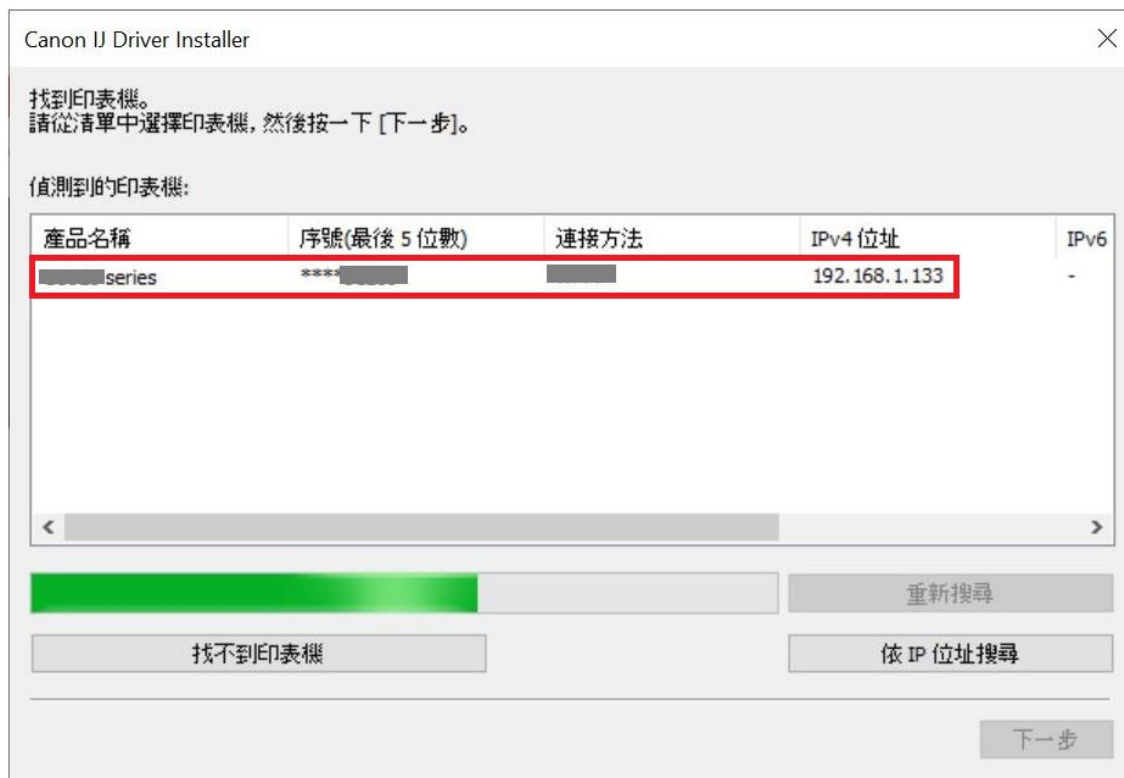 Canon IJ Driver Installer
找到印表機。
請從清單中選擇印表機, 然後按一下 [下一步]。
偵測到的印表機:
產品名稱 序號(最後 5 位數) 連接方法 IPv4 位址 IPv6
series **** 192.168.1.133 -
重新搜尋
找不到印表機 依 IP 位址搜尋
下一步